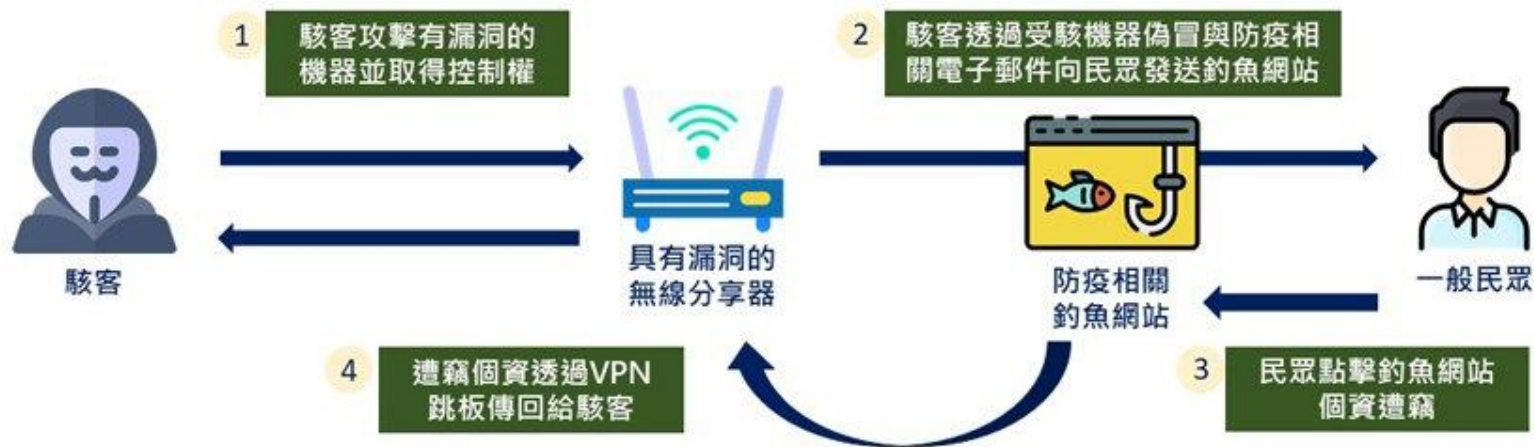 1
駭客攻擊有漏洞的
機器並取得控制權
2
駭客透過受駭機器偽冒與防疫相
關電子郵件向民眾發送釣魚網站
駭客
具有漏洞的
無線分享器
防疫相關
釣魚網站
一般民眾
4
遭竊個資透過VPN
跳板傳回給駭客
3
民眾點擊釣魚網站
個資遭竊